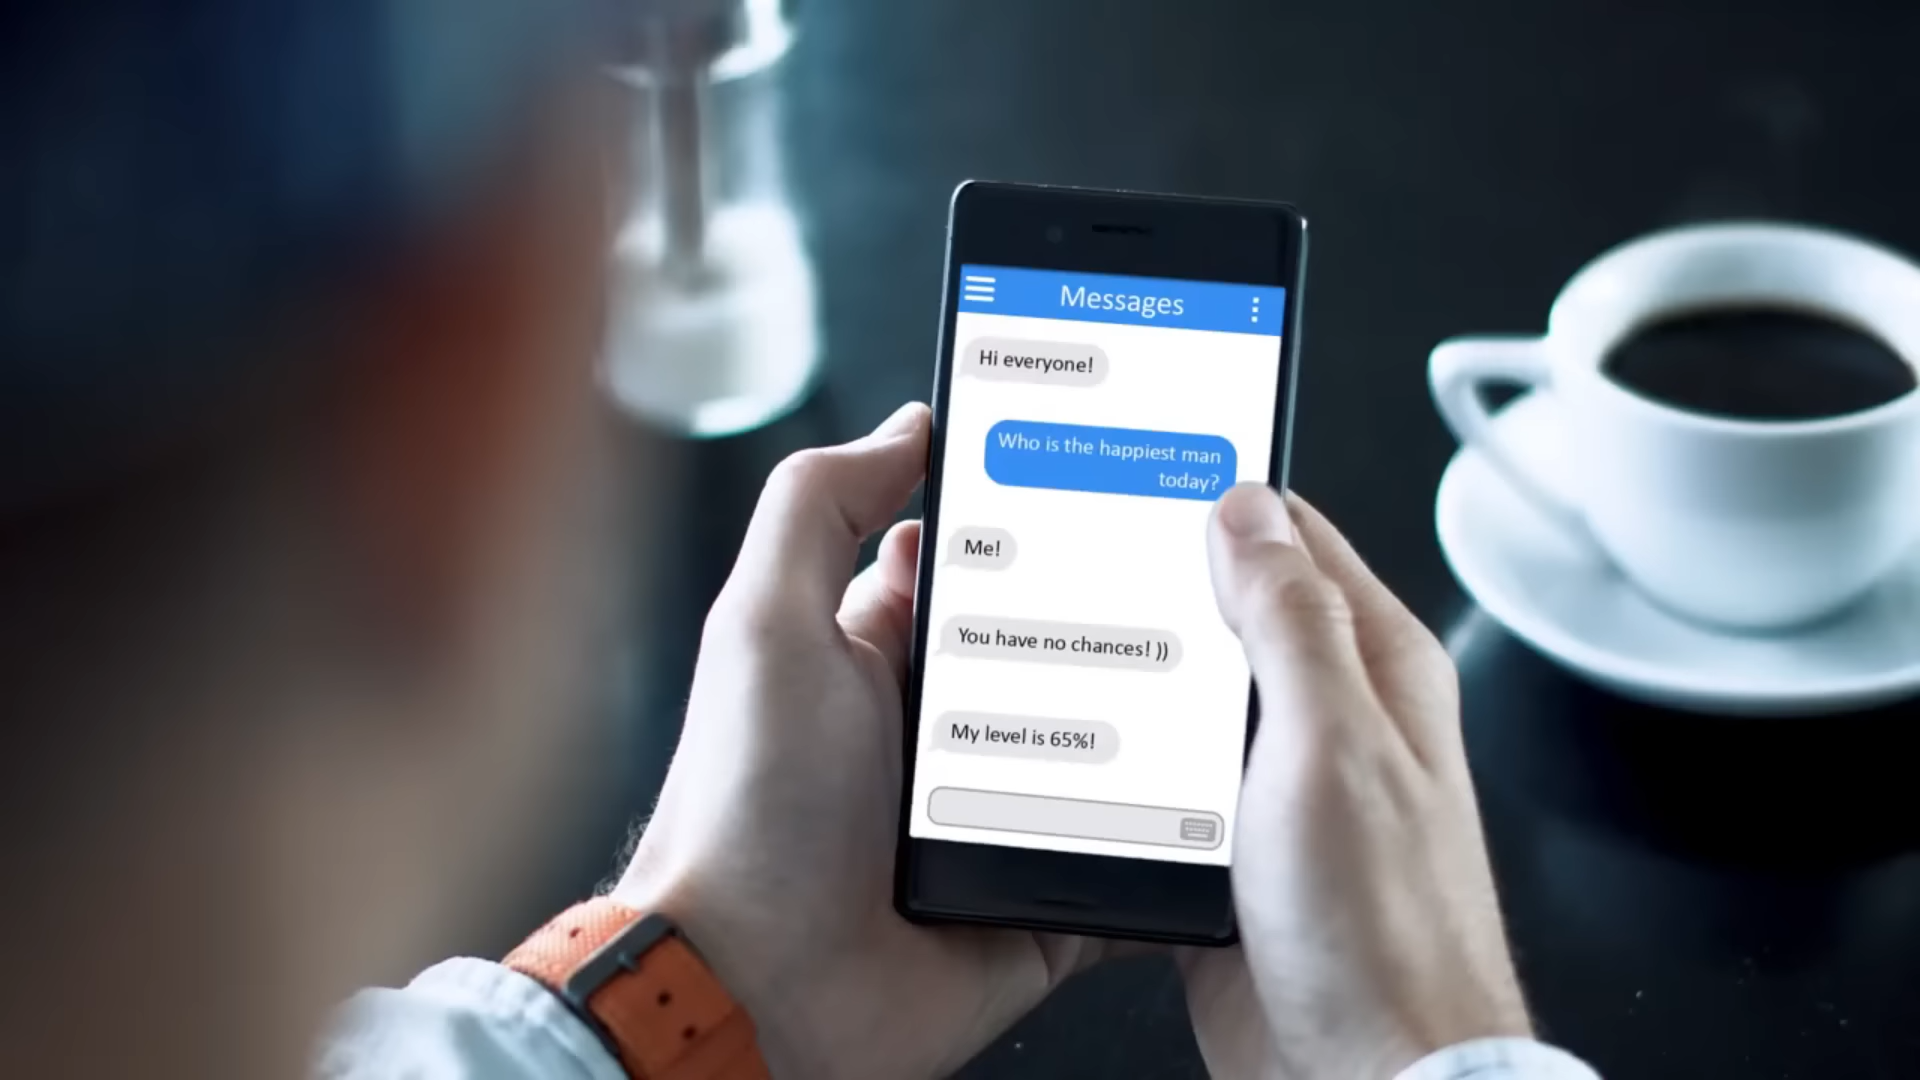 Messages
Hi everyone!
Who is the happiest man
today?
Me!
You have no chances! ))
My level is 65%!